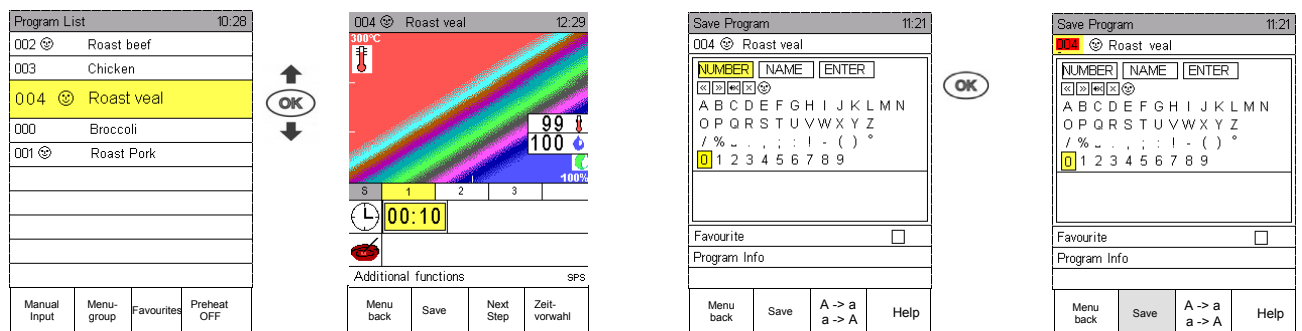 Program List 10:28
002 Roast beef
003 Chicken
004 Roast veal
000 Broccoli
001 Roast Pork
Manual Input Menu-group Favourites Preheat OFF
OK
004 Roast veal 12:29
300°C
99
100
100%
S 1 2 3
00:10
Additional functions SPS
Menu back Save Next Step Zeit-vorwahl
Save Program 11:21
004 Roast veal
NUMBER NAME ENTER
A B C D E F G H I J K L M N
O P Q R S T U V W X Y Z
/ % ⌣ . , ; : ! - ( ) °
0 1 2 3 4 5 6 7 8 9
Favourite
Program Info
Menu back Save A -> a a -> A Help
OK
Save Program 11:21
004 Roast veal
NUMBER NAME ENTER
A B C D E F G H I J K L M N
O P Q R S T U V W X Y Z
/ % ⌣ . , ; : ! - ( ) °
0 1 2 3 4 5 6 7 8 9
Favourite
Program Info
Menu back Save A -> a a -> A Help